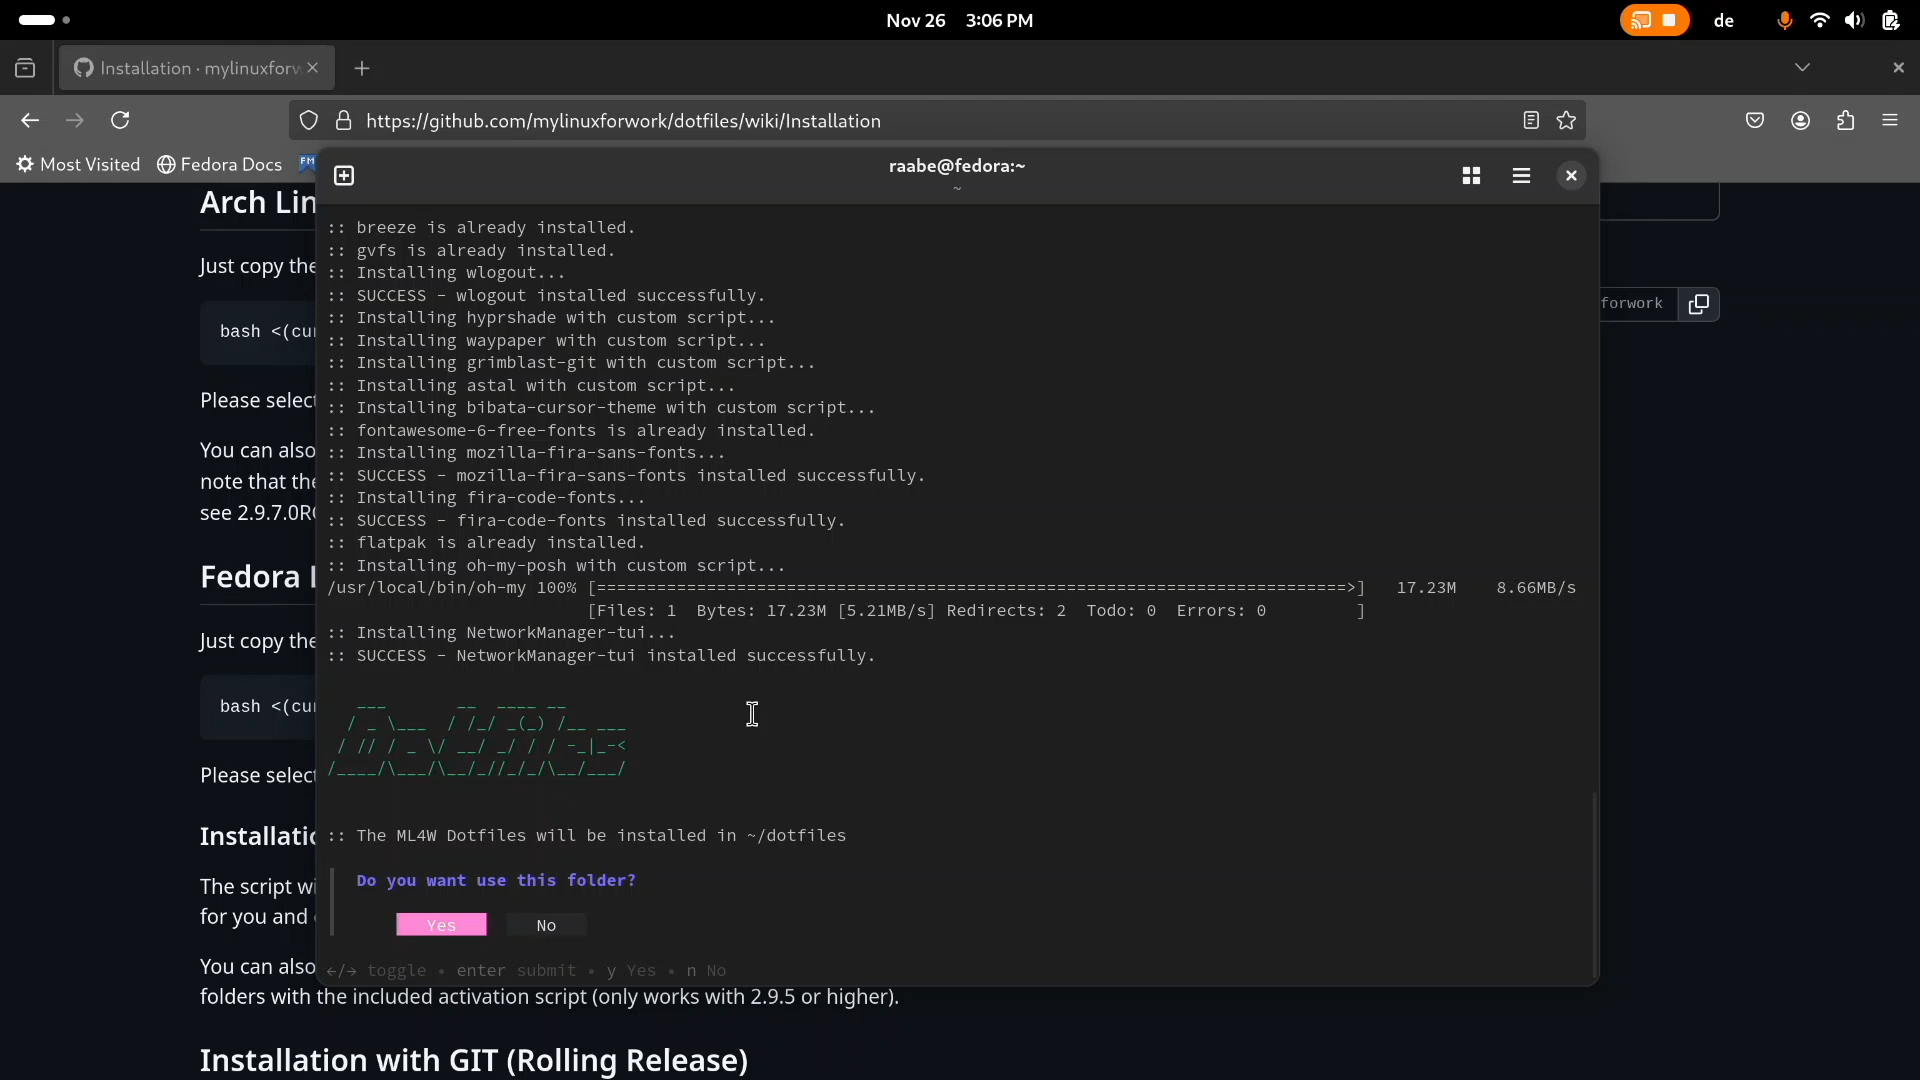 Nov 26 3:06 PM
de
Installation · mylinuxforw
https://github.com/mylinuxforwork/dotfiles/wiki/Installation
Most Visited
Fedora Docs
FM
raabe@fedora:~
~
Arch Lin
Just copy the
bash <(cu
forwork
Please select
You can also
note that the
see 2.9.7.0R
Fedora
Just copy the
bash <(cu
Please select
Installatio
The script wi
for you and
You can also
folders with the included activation script (only works with 2.9.5 or higher).
Installation with GIT (Rolling Release)
:: breeze is already installed.
:: gvfs is already installed.
:: Installing wlogout...
:: SUCCESS - wlogout installed successfully.
:: Installing hyprshade with custom script...
:: Installing waypaper with custom script...
:: Installing grimblast-git with custom script...
:: Installing astal with custom script...
:: Installing bibata-cursor-theme with custom script...
:: fontawesome-6-free-fonts is already installed.
:: Installing mozilla-fira-sans-fonts...
:: SUCCESS - mozilla-fira-sans-fonts installed successfully.
:: Installing fira-code-fonts...
:: SUCCESS - fira-code-fonts installed successfully.
:: flatpak is already installed.
:: Installing oh-my-posh with custom script...
/usr/local/bin/oh-my 100% [===========================================================================>] 17.23M 8.66MB/s
[Files: 1 Bytes: 17.23M [5.21MB/s] Redirects: 2 Todo: 0 Errors: 0 ]
:: Installing NetworkManager-tui...
:: SUCCESS - NetworkManager-tui installed successfully.
Dotfiles
:: The ML4W Dotfiles will be installed in ~/dotfiles
Do you want use this folder?
Yes No
←/→ toggle • enter submit • y Yes • n No